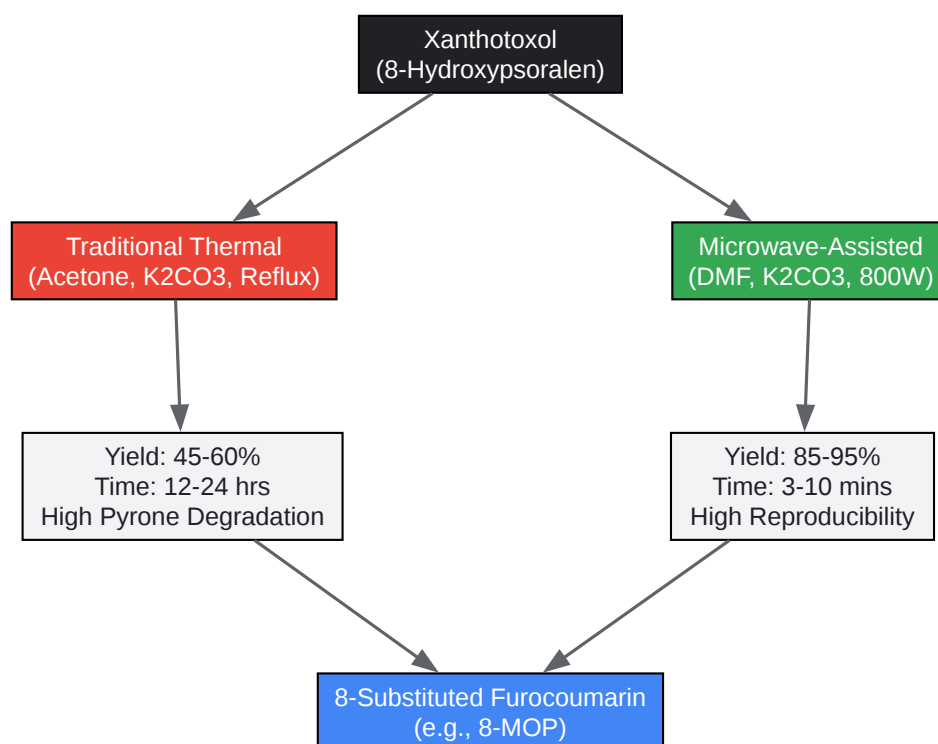 Xanthotoxol
(8-Hydroxypsoralen)
Traditional Thermal
(Acetone, K2CO3, Reflux)
Microwave-Assisted
(DMF, K2CO3, 800W)
Yield: 45-60%
Time: 12-24 hrs
High Pyrone Degradation
Yield: 85-95%
Time: 3-10 mins
High Reproducibility
8-Substituted Furocoumarin
(e.g., 8-MOP)